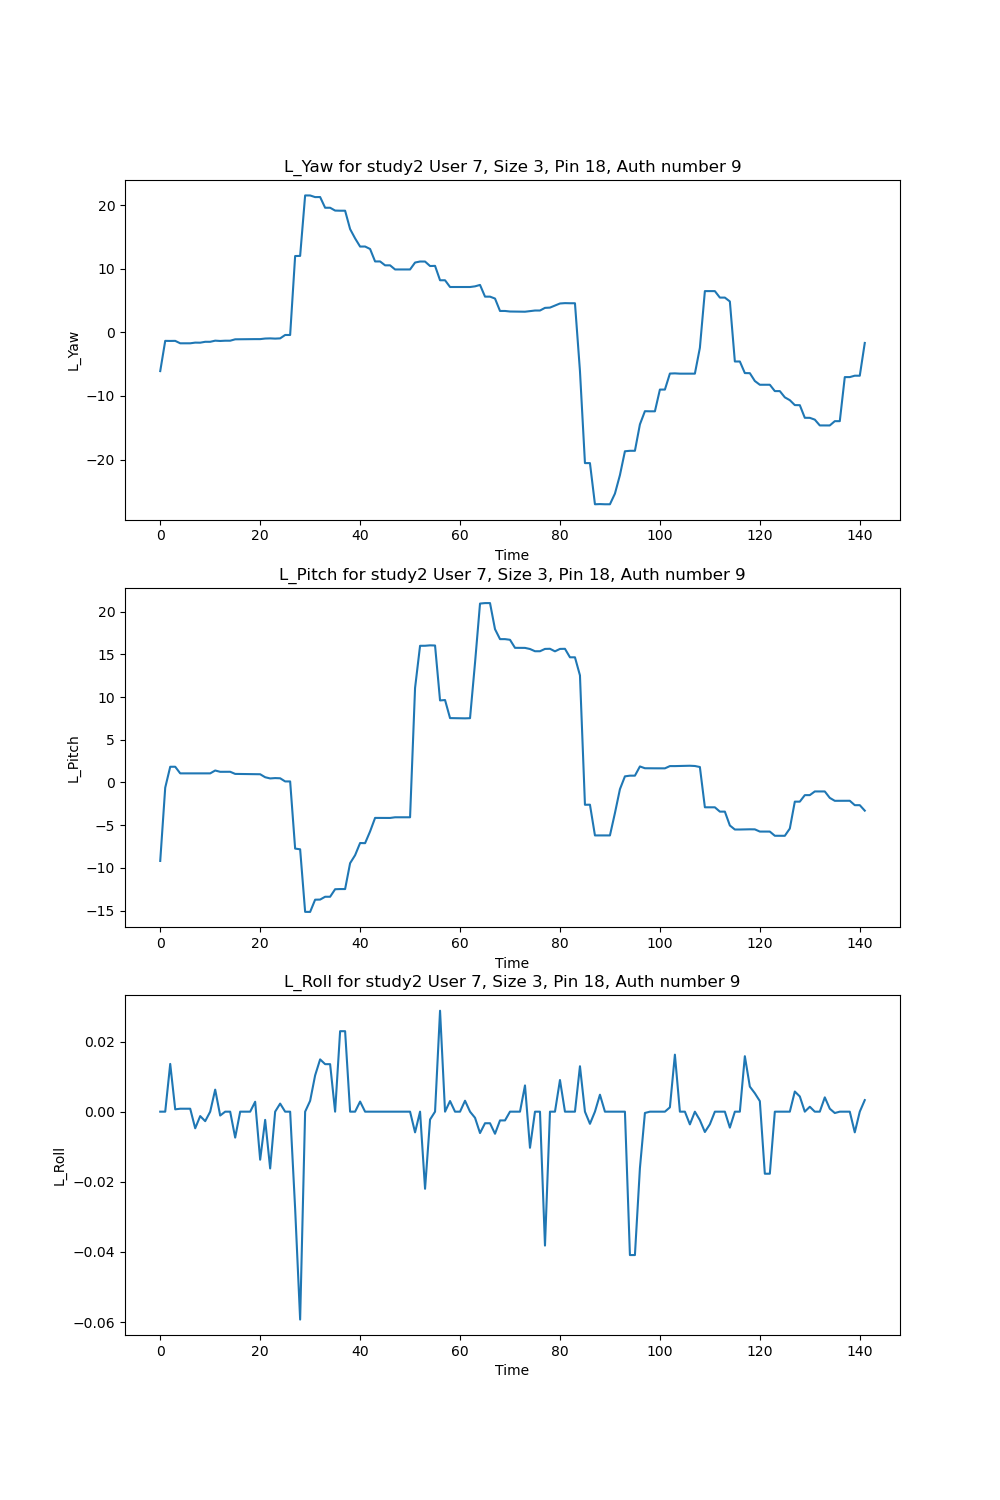 L_Yaw for study2 User 7, Size 3, Pin 18, Auth number 9
20
10
0
−10
−20
L_Yaw
0 20 40 60 80 100 120 140
Time
L_Pitch for study2 User 7, Size 3, Pin 18, Auth number 9
20
15
10
5
0
−5
−10
−15
L_Pitch
0 20 40 60 80 100 120 140
Time
L_Roll for study2 User 7, Size 3, Pin 18, Auth number 9
0.02
0.00
−0.02
−0.04
−0.06
L_Roll
0 20 40 60 80 100 120 140
Time